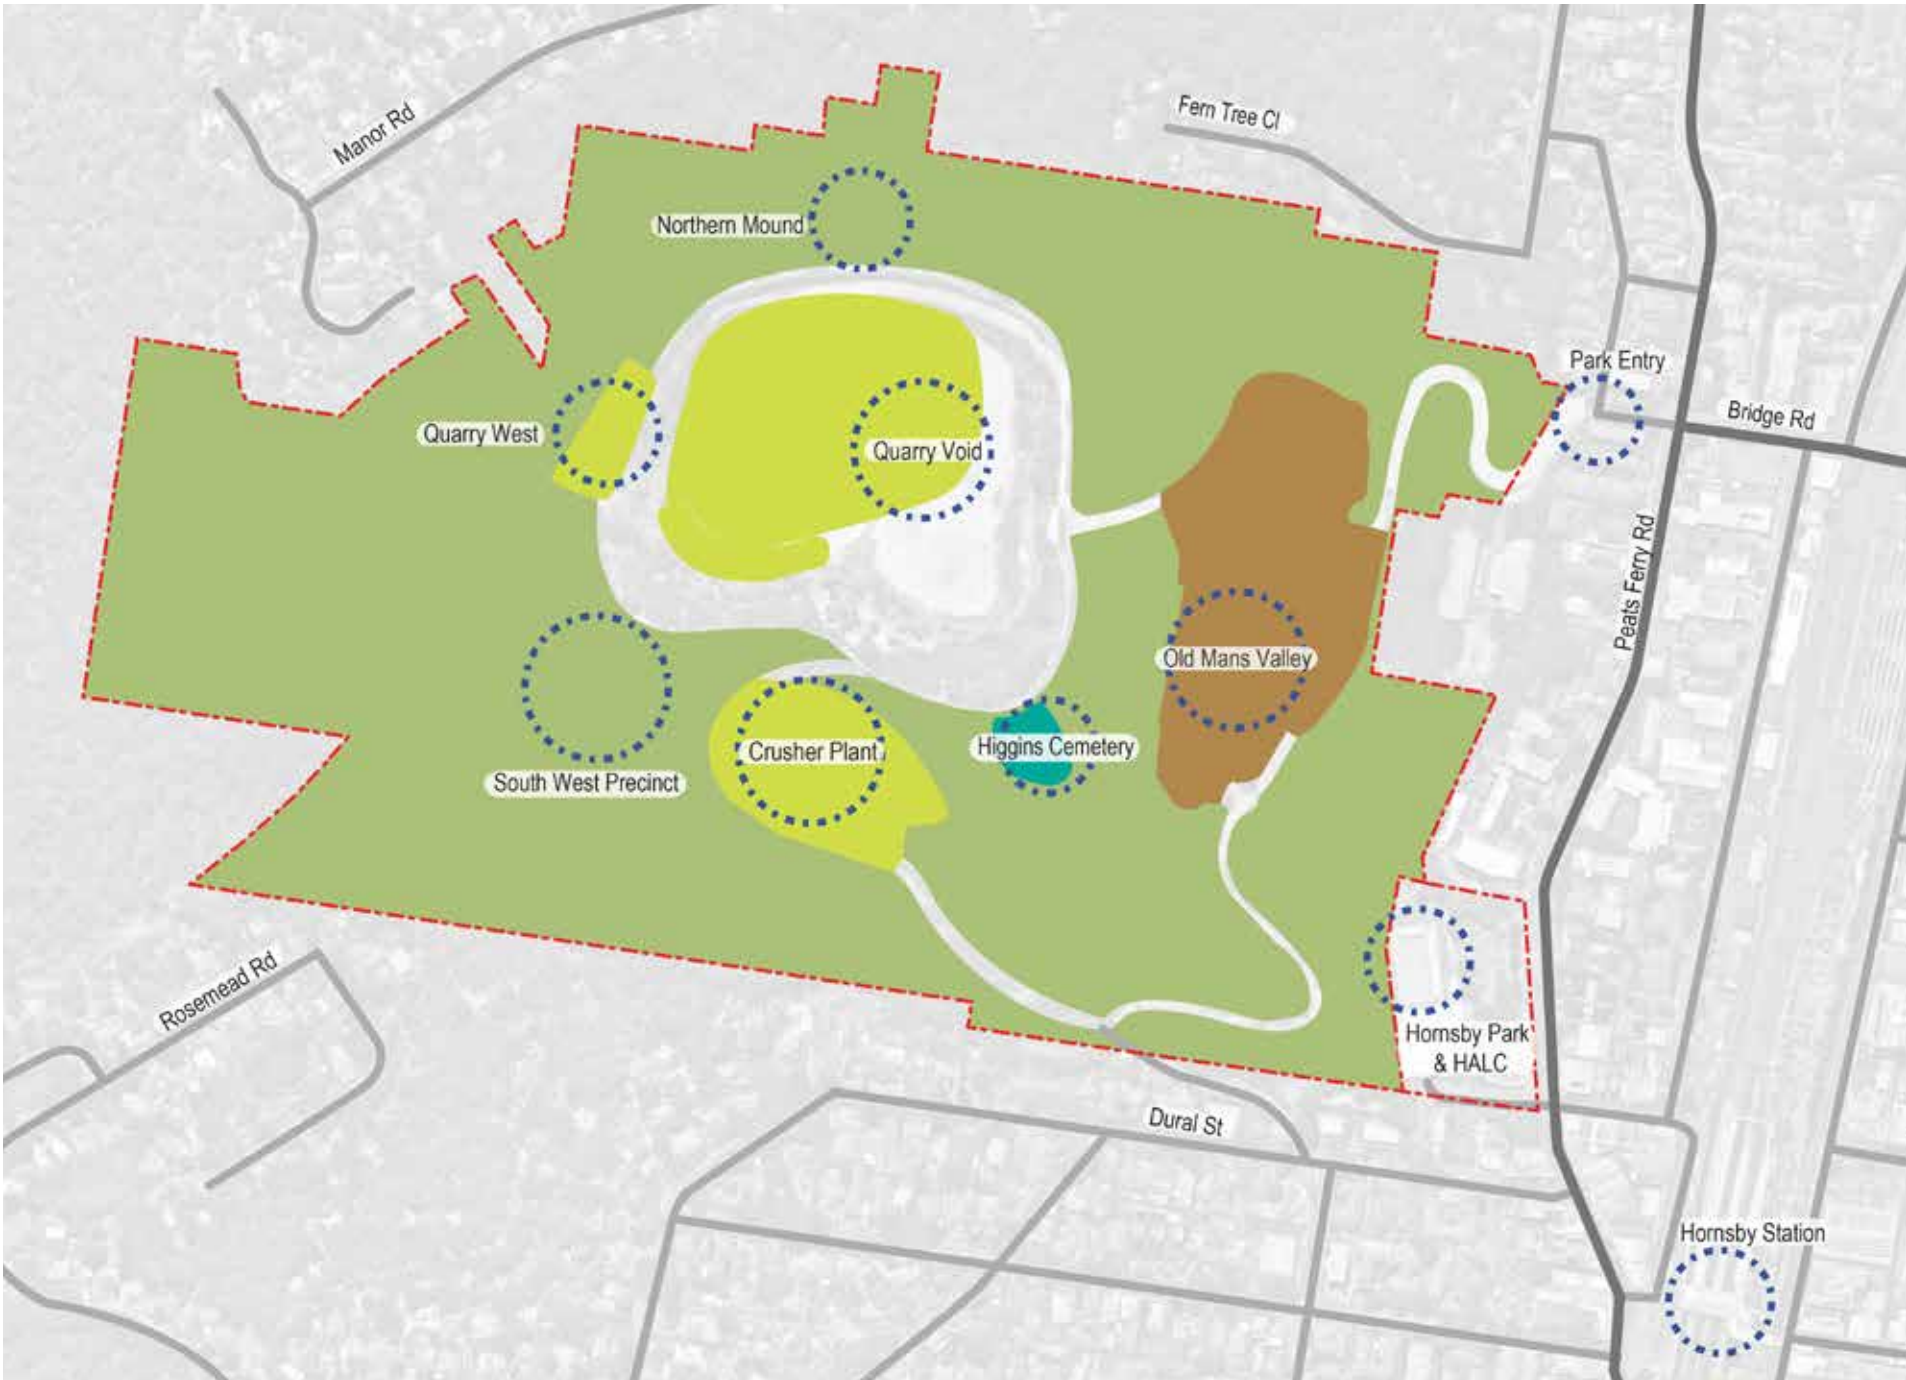 Manor Rd
Fern Tree Cl
Northern Mound
Park Entry
Bridge Rd
Quarry West
Quarry Void
Peats Ferry Rd
Old Mans Valley
Crusher Plant
Higgins Cemetery
South West Precinct
Rosemead Rd
Hornsby Park
& HALC
Dural St
Hornsby Station